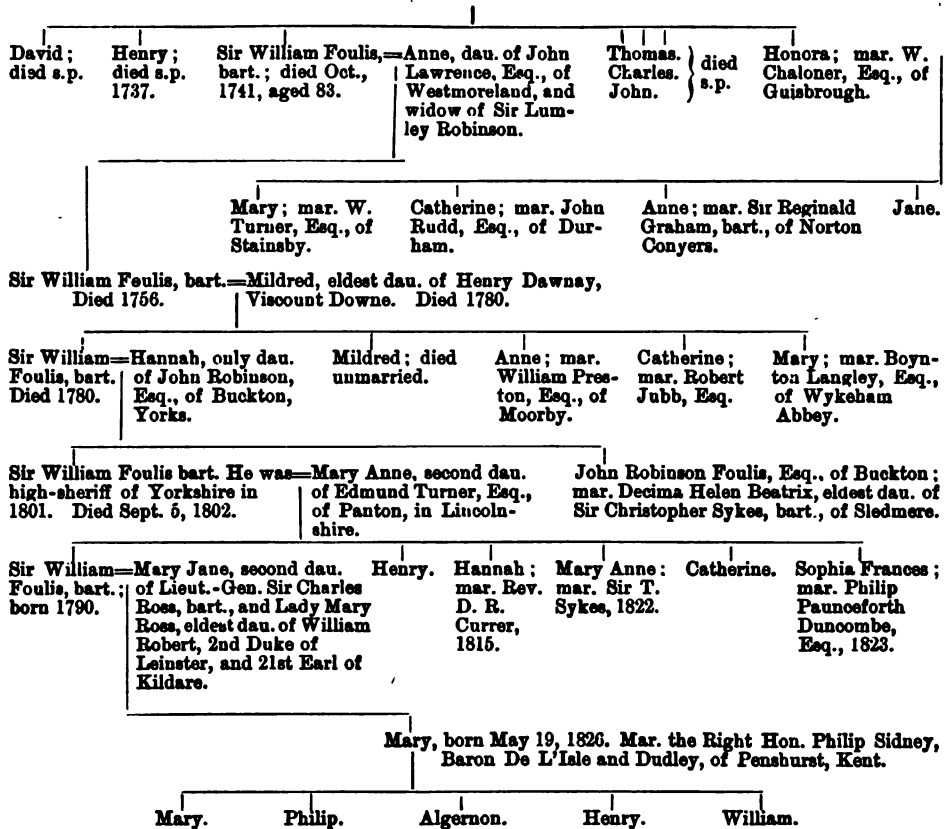 David;
died s.p.
Henry;
died s.p.
1737.
Sir William Foulis,=Anne, dau. of John
bart.; died Oct., Lawrence, Esq., of
1741, aged 83. Westmoreland, and
widow of Sir Lum-
ley Robinson.
Thomas.
Charles.
John.
died
s.p.
Honora; mar. W.
Chaloner, Esq., of
Guisbrough.
Mary; mar. W.
Turner, Esq., of
Stainsby.
Catherine; mar. John
Rudd, Esq., of Dur-
ham.
Anne; mar. Sir Reginald
Graham, bart., of Norton
Conyers.
Jane.
Sir William Foulis, bart.=Mildred, eldest dau. of Henry Dawnay,
Died 1756. Viscount Downe. Died 1780.
Sir William=Hannah, only dau.
Foulis, bart. of John Robinson,
Died 1780. Esq., of Buckton,
Yorks.
Mildred; died
unmarried.
Anne; mar.
William Pres-
ton, Esq., of
Moorby.
Catherine;
mar. Robert
Jubb, Esq.
Mary; mar. Boyn-
ton Langley, Esq.,
of Wykeham
Abbey.
Sir William Foulis bart. He was=Mary Anne, second dau.
high-sheriff of Yorkshire in of Edmund Turner, Esq.,
1801. Died Sept. 5, 1802. of Panton, in Lincoln-
shire.
John Robinson Foulis, Esq., of Buckton;
mar. Decima Helen Beatrix, eldest dau. of
Sir Christopher Sykes, bart., of Sledmere.
Sir William=Mary Jane, second dau.
Foulis, bart.; of Lieut.-Gen. Sir Charles
born 1790. Ross, bart., and Lady Mary
Ross, eldest dau. of William
Robert, 2nd Duke of
Leinster, and 21st Earl of
Kildare.
Henry.
Hannah;
mar. Rev.
D. R.
Currer,
1815.
Mary Anne:
mar. Sir T.
Sykes, 1822.
Catherine.
Sophia Frances;
mar. Philip
Paunceforth
Duncombe,
Esq., 1823.
Mary, born May 19, 1826. Mar. the Right Hon. Philip Sidney,
Baron De L'Isle and Dudley, of Penshurst, Kent.
Mary. Philip. Algernon. Henry. William.